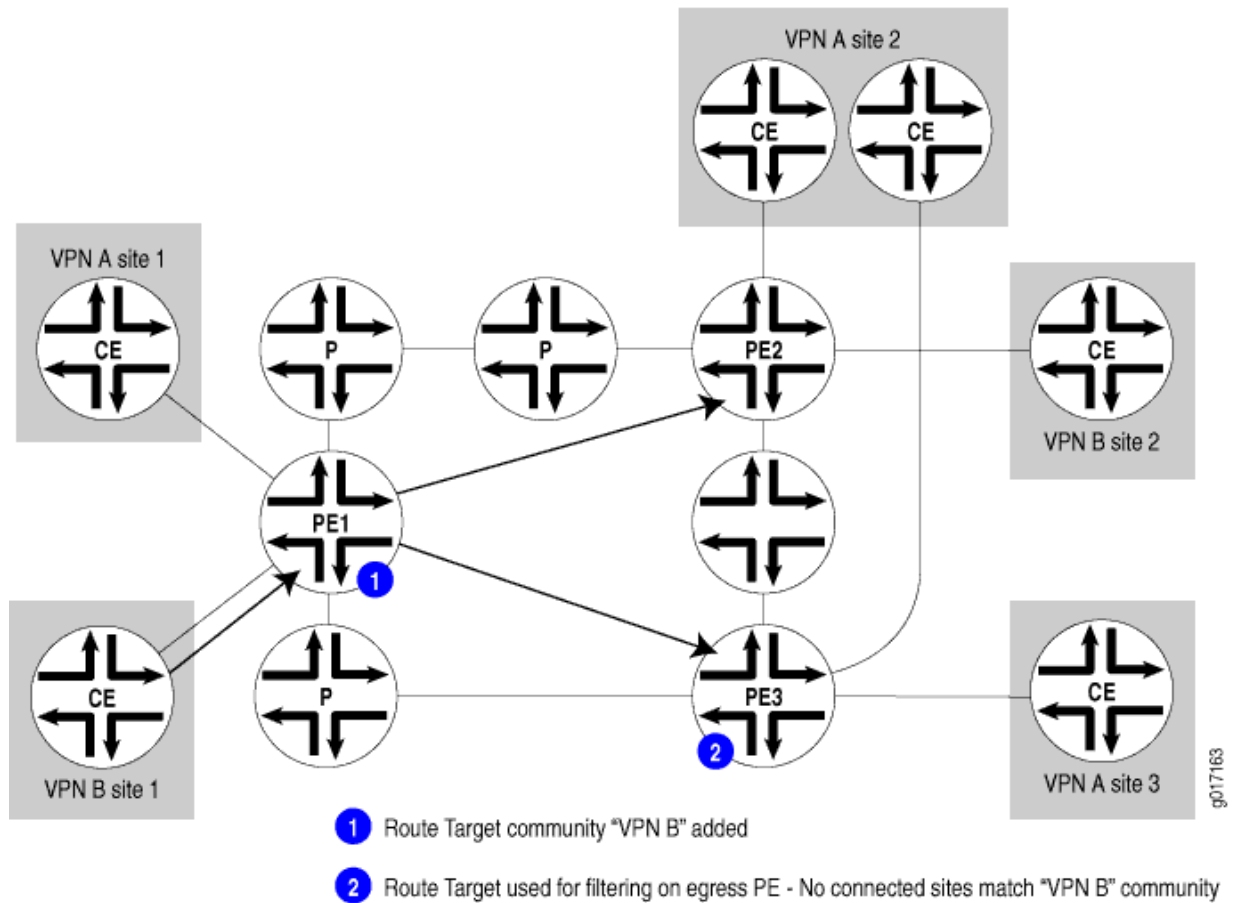 VPN A site 2
CE
CE
VPN A site 1
CE
P
P
PE2
CE
VPN B site 2
PE1
1
CE
VPN B site 1
P
PE3
2
CE
VPN A site 3
g017163
1 Route Target community “VPN B” added
2 Route Target used for filtering on egress PE - No connected sites match “VPN B” community